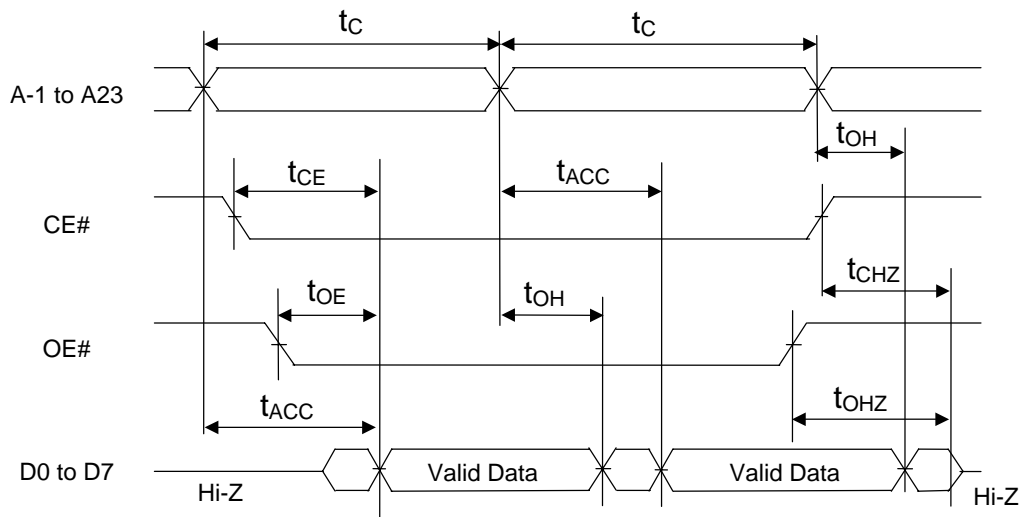 tC tC
A-1 to A23
tOH
tCE tACC
CE#
tCHZ
tOE tOH
OE#
tACC tOHZ
D0 to D7 Valid Data Valid Data
Hi-Z Hi-Z